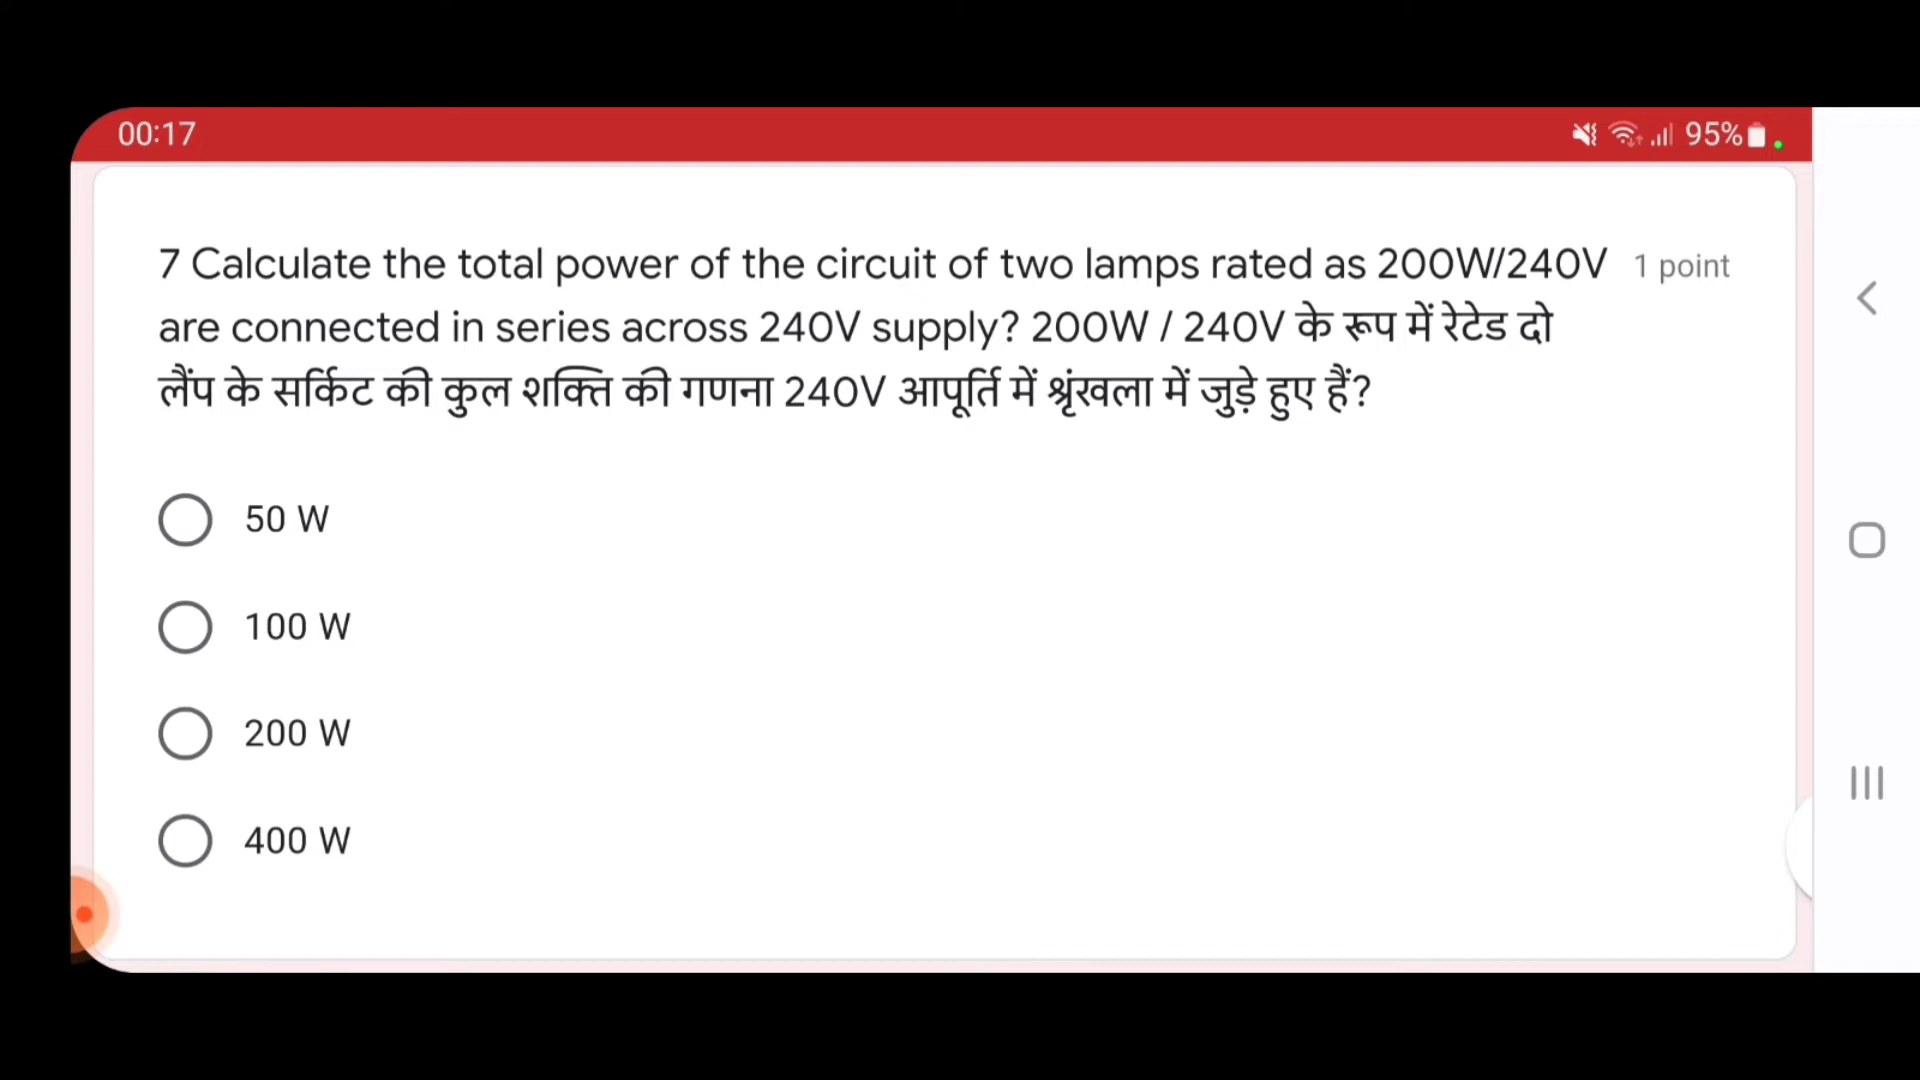 00:17
95%
7 Calculate the total power of the circuit of two lamps rated as 200W/240V 1 point
are connected in series across 240V supply? 200W / 240V के रूप में रेटेड दो
लैंप के सर्किट की कुल शक्ति की गणना 240V आपूर्ति में श्रृंखला में जुड़े हुए हैं?
50 W
100 W
200 W
400 W